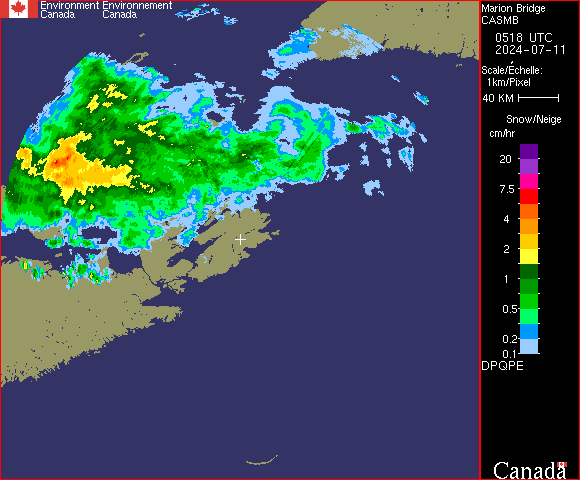 Environment Environnement
Canada Canada
Marion Bridge
CASMB
0518 UTC
2024-07-11
Scale/Échelle:
1km/Pixel
40 KM
Snow/Neige
cm/hr
20
7.5
4
2
1
0.5
0.2
0.1
DPQPE
Canada